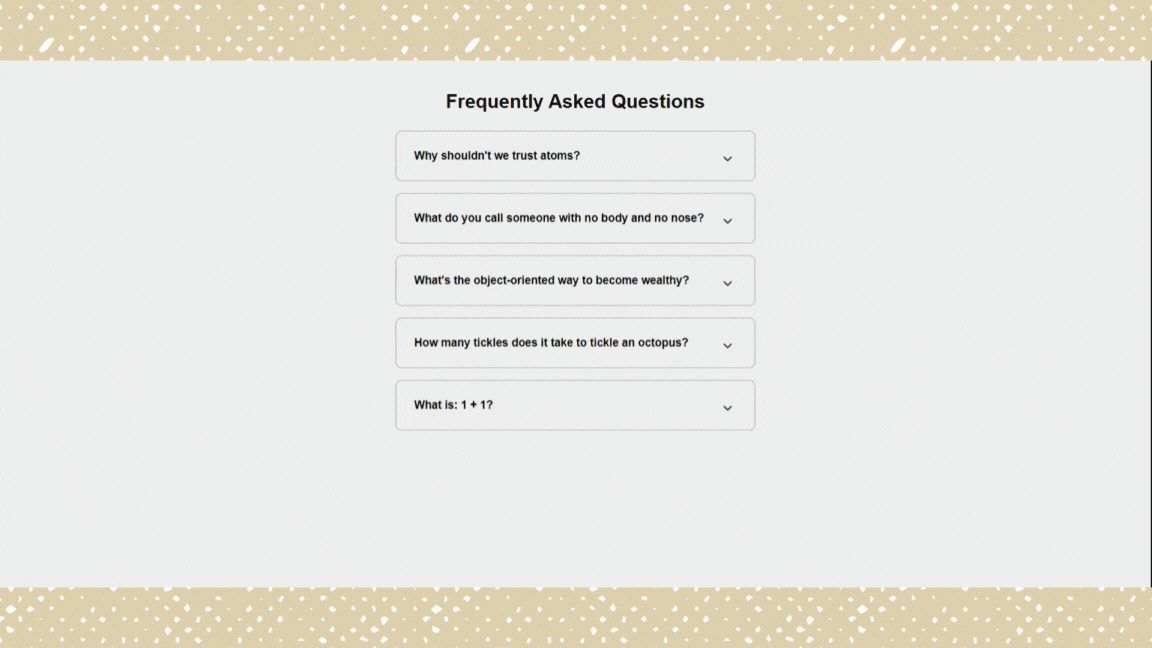 Frequently Asked Questions
Why shouldn't we trust atoms?
What do you call someone with no body and no nose?
What's the object-oriented way to become wealthy?
How many tickles does it take to tickle an octopus?
What is: 1 + 1?